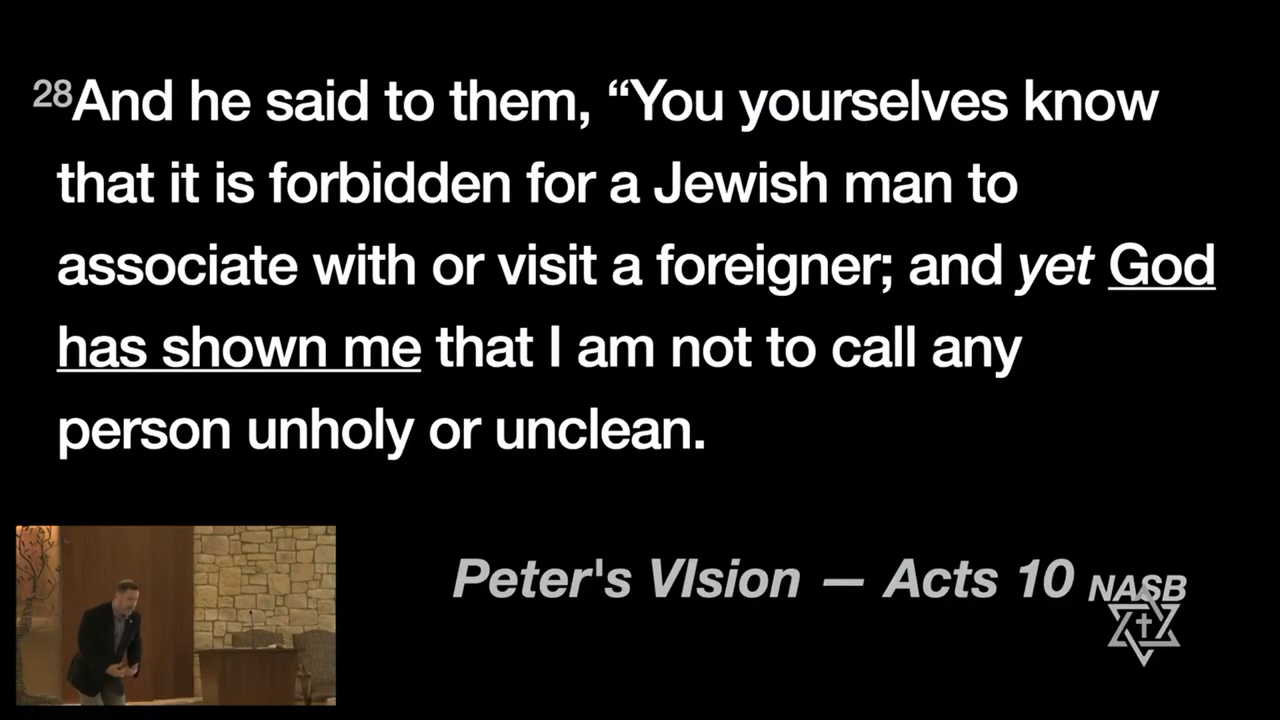 28And he said to them, “You yourselves know
that it is forbidden for a Jewish man to
associate with or visit a foreigner; and yet God
has shown me that I am not to call any
person unholy or unclean.
Peter's VIsion — Acts 10 NASB